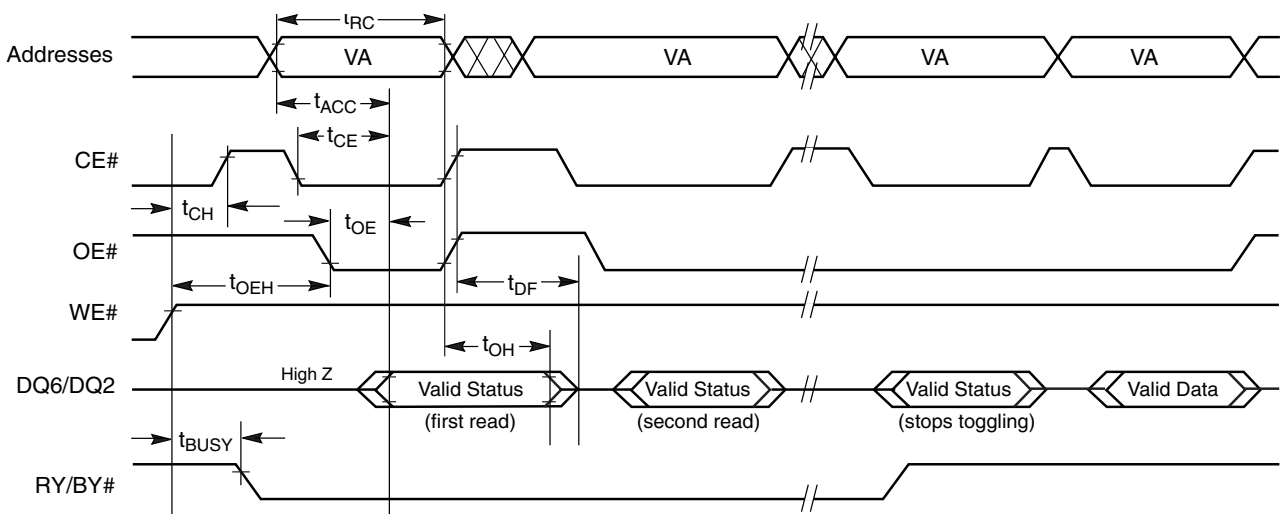 tRC
Addresses VA VA VA VA
tACC
tCE
CE#
tCH tOE
OE#
tOEH tDF
WE#
tOH
High Z
DQ6/DQ2 Valid Status Valid Status Valid Status Valid Data
(first read) (second read) (stops toggling)
tBUSY
RY/BY#